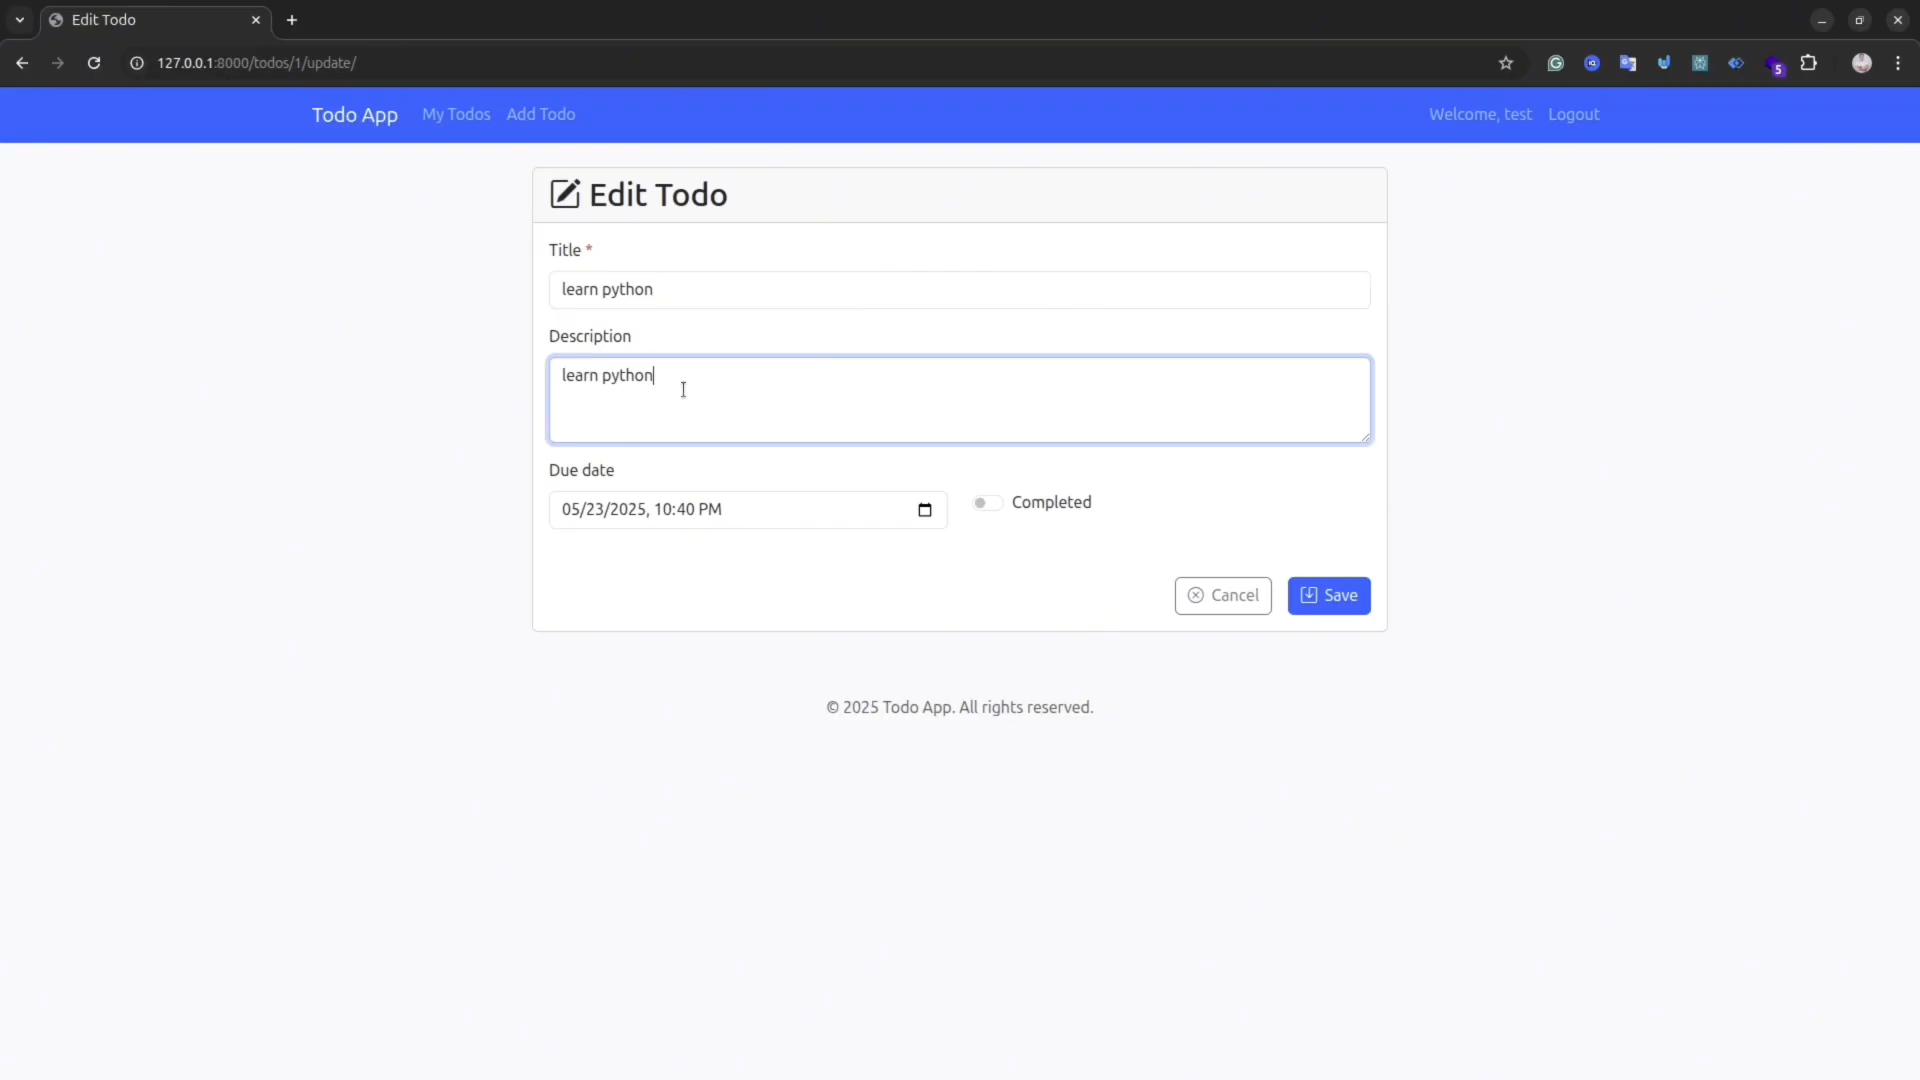 Edit Todo
127.0.0.1:8000/todos/1/update/
5
Todo App My Todos Add Todo Welcome, test Logout
Edit Todo
Title *
learn python
Description
learn python
Due date
05/23/2025, 10:40 PM
Completed
Cancel Save
© 2025 Todo App. All rights reserved.